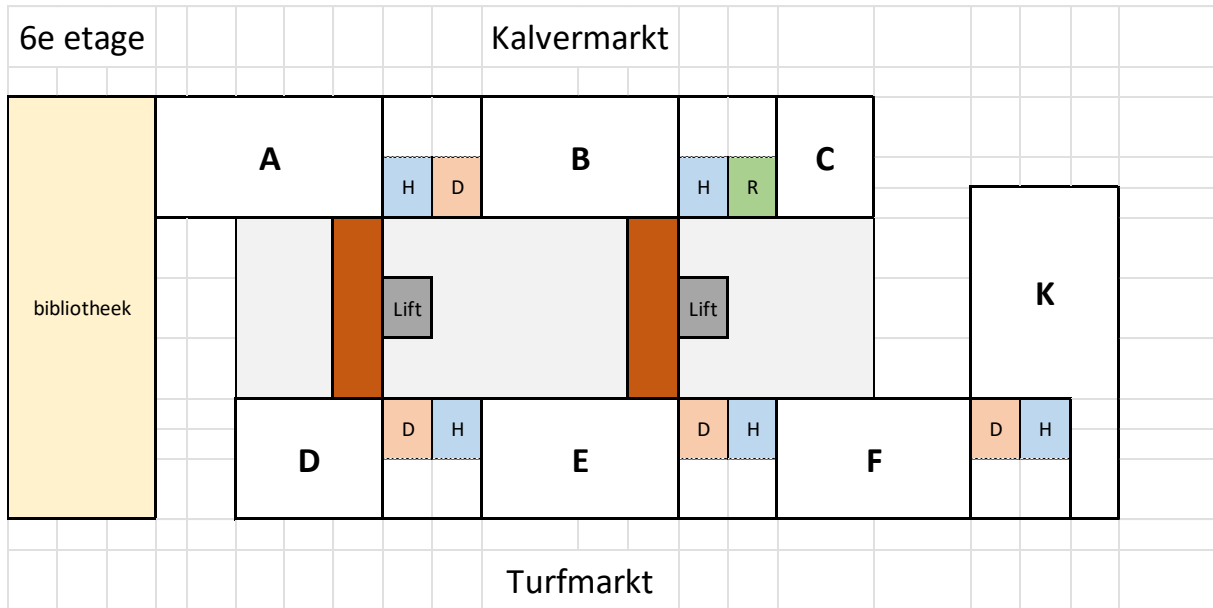 6e etage
Kalvermarkt
A
B
C
H
D
H
R
bibliotheek
Lift
Lift
K
D
D
H
E
D
H
F
D
H
Turfmarkt